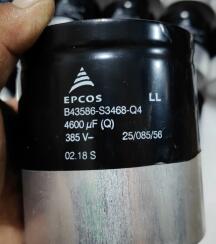 EPCOS LL
B43586-S3468-Q4
4600 µF (Q)
385 V– 25/085/56
02.18 S